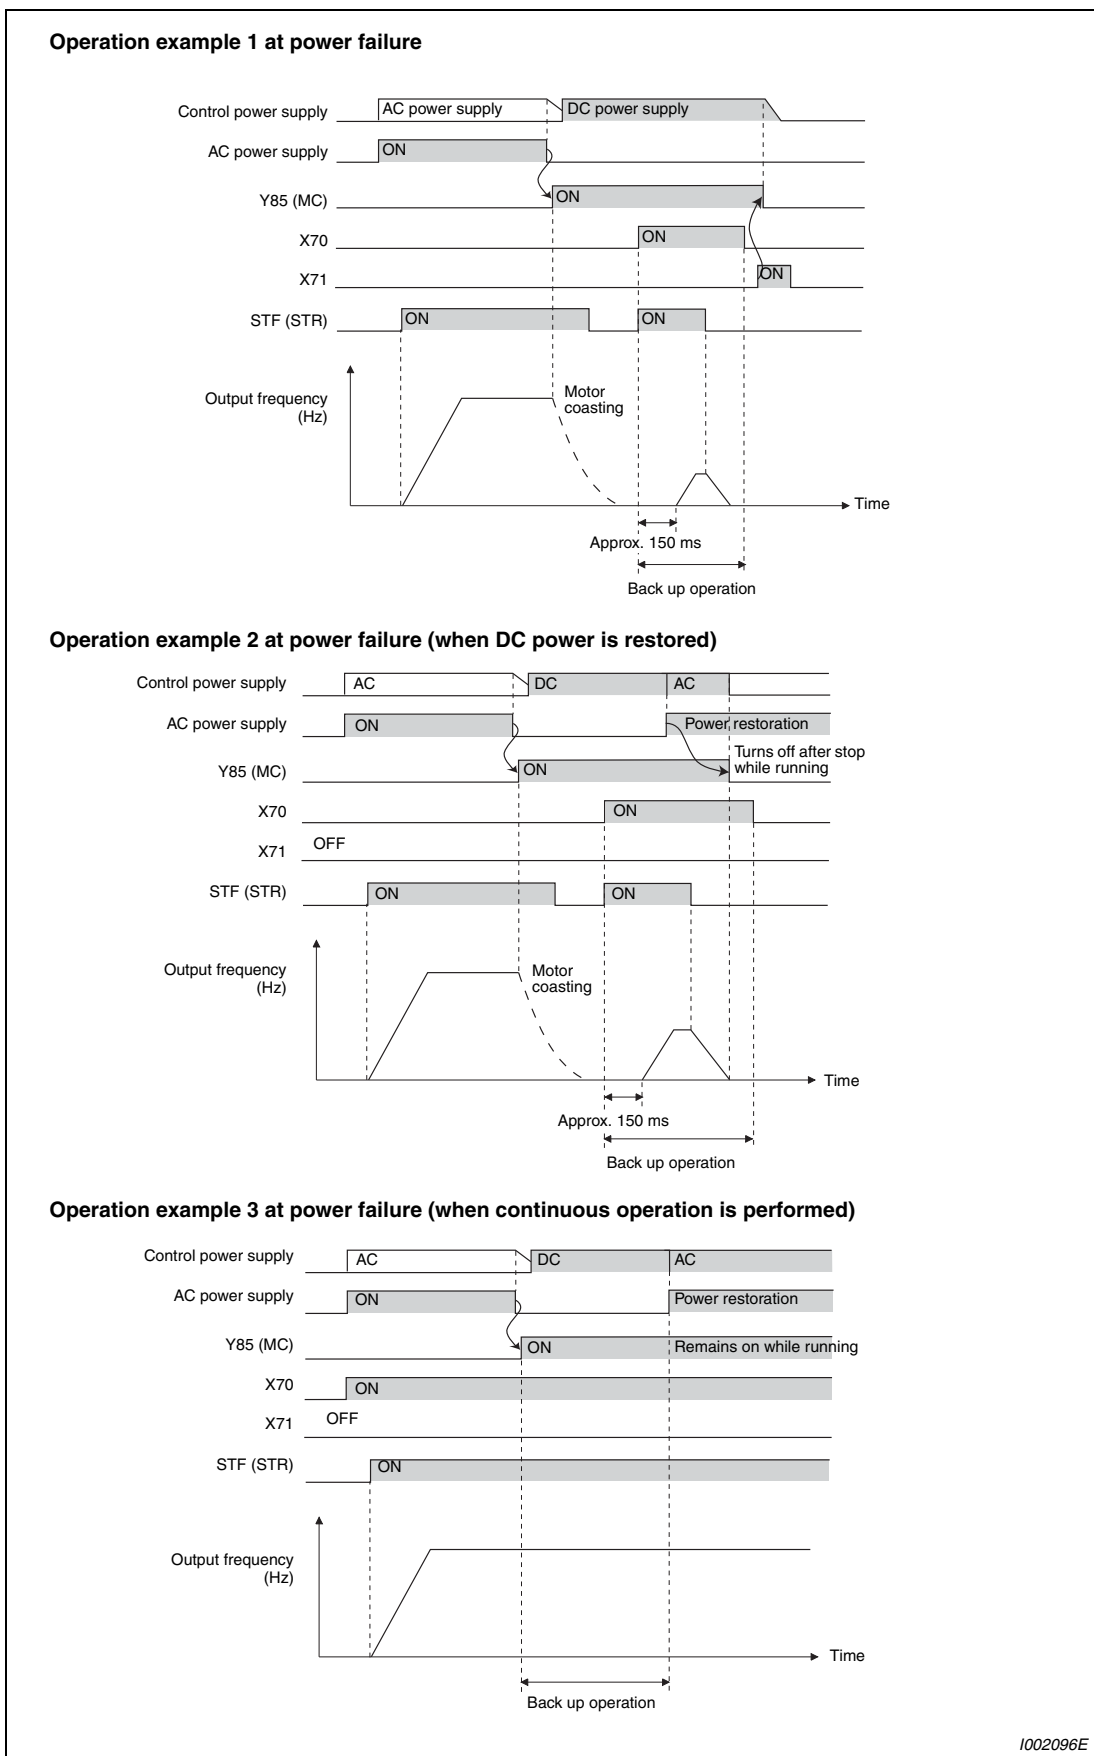 Operation example 1 at power failure
Control power supply
AC power supply
DC power supply
AC power supply
ON
Y85 (MC)
ON
X70
ON
X71
ON
STF (STR)
ON
ON
Output frequency
(Hz)
Motor
coasting
Time
Approx. 150 ms
Back up operation
Operation example 2 at power failure (when DC power is restored)
Control power supply
AC
DC
AC
AC power supply
ON
Power restoration
Y85 (MC)
ON
Turns off after stop
while running
X70
ON
X71
OFF
STF (STR)
ON
ON
Output frequency
(Hz)
Motor
coasting
Time
Approx. 150 ms
Back up operation
Operation example 3 at power failure (when continuous operation is performed)
Control power supply
AC
DC
AC
AC power supply
ON
Power restoration
Y85 (MC)
ON
Remains on while running
X70
ON
X71
OFF
STF (STR)
ON
Output frequency
(Hz)
Time
Back up operation
I002096E